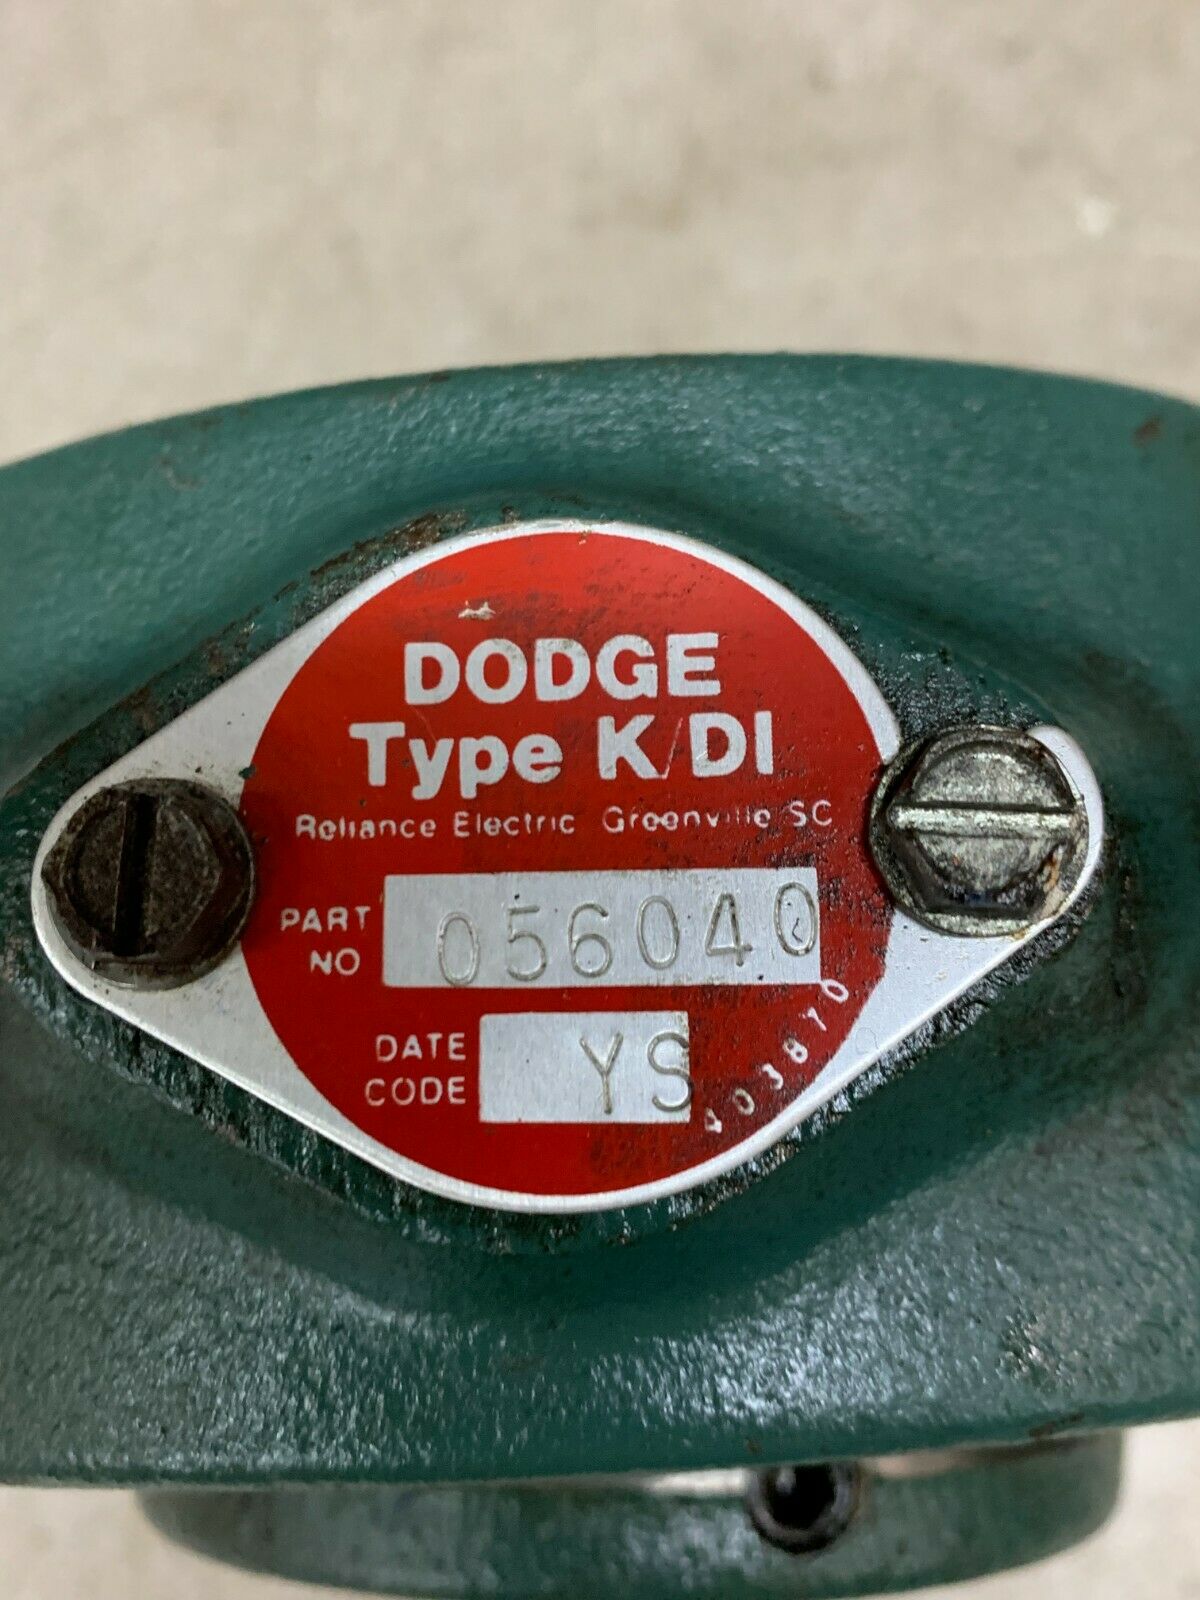 DODGE
Type K/DI
Reliance Electric Greenville SC
PART NO 056040
DATE CODE YS
403870